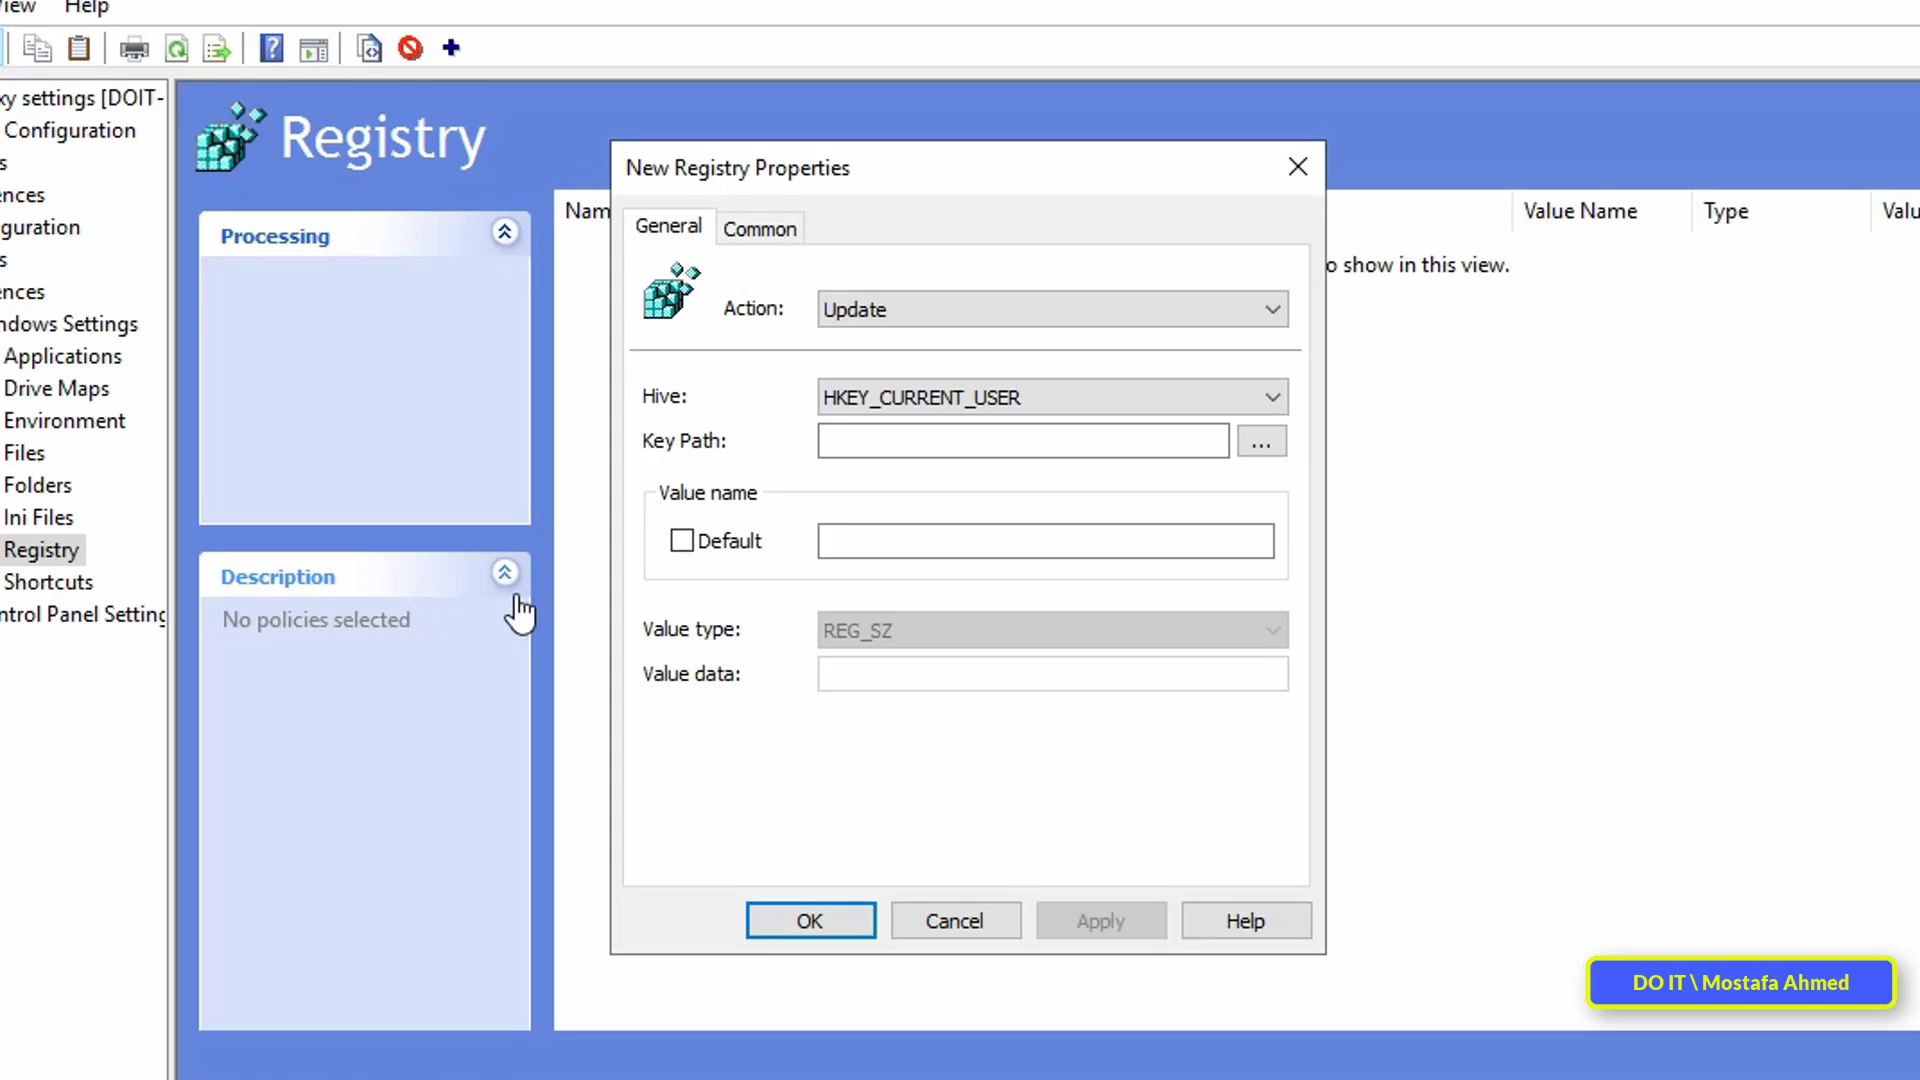 View Help
xy settings [DOIT-
Configuration
s
ences
guration
s
ences
ndows Settings
Applications
Drive Maps
Environment
Files
Folders
Ini Files
Registry
Shortcuts
ntrol Panel Setting
Registry
Processing
Description
No policies selected
Nam
Value Name
Type
Valu
o show in this view.
New Registry Properties
General
Common
Action:
Update
Hive:
HKEY_CURRENT_USER
Key Path:
...
Value name
Default
Value type:
REG_SZ
Value data:
OK
Cancel
Apply
Help
DO IT \ Mostafa Ahmed